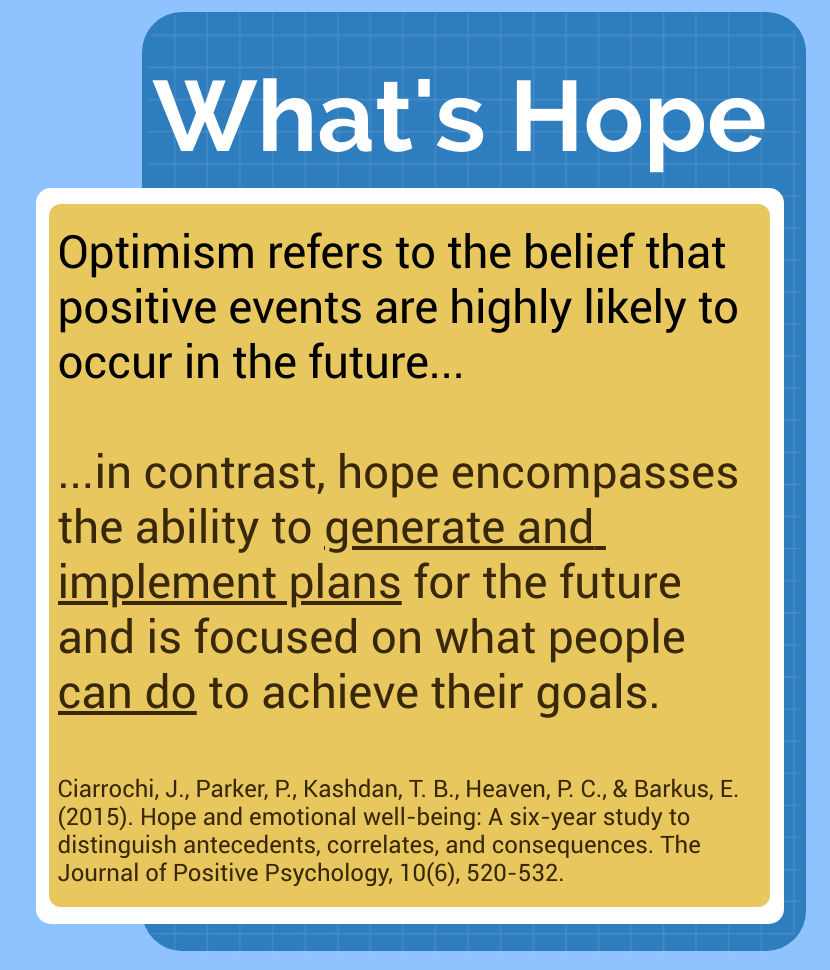 What's Hope
Optimism refers to the belief that
positive events are highly likely to
occur in the future...
...in contrast, hope encompasses
the ability to generate and
implement plans for the future
and is focused on what people
can do to achieve their goals.
Ciarrochi, J., Parker, P., Kashdan, T. B., Heaven, P. C., & Barkus, E.
(2015). Hope and emotional well-being: A six-year study to
distinguish antecedents, correlates, and consequences. The
Journal of Positive Psychology, 10(6), 520-532.